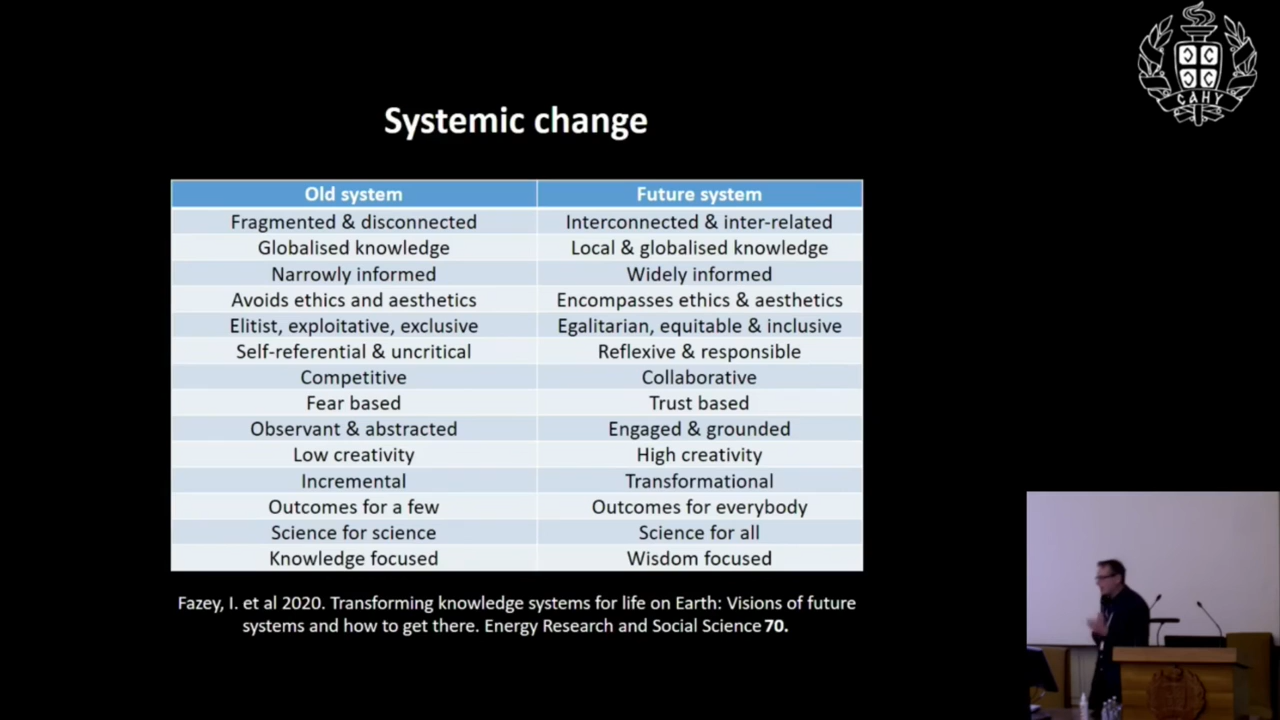 CAHY
Systemic change
Old system Future system
Fragmented & disconnected Interconnected & inter-related
Globalised knowledge Local & globalised knowledge
Narrowly informed Widely informed
Avoids ethics and aesthetics Encompasses ethics & aesthetics
Elitist, exploitative, exclusive Egalitarian, equitable & inclusive
Self-referential & uncritical Reflexive & responsible
Competitive Collaborative
Fear based Trust based
Observant & abstracted Engaged & grounded
Low creativity High creativity
Incremental Transformational
Outcomes for a few Outcomes for everybody
Science for science Science for all
Knowledge focused Wisdom focused
Fazey, I. et al 2020. Transforming knowledge systems for life on Earth: Visions of future
systems and how to get there. Energy Research and Social Science 70.